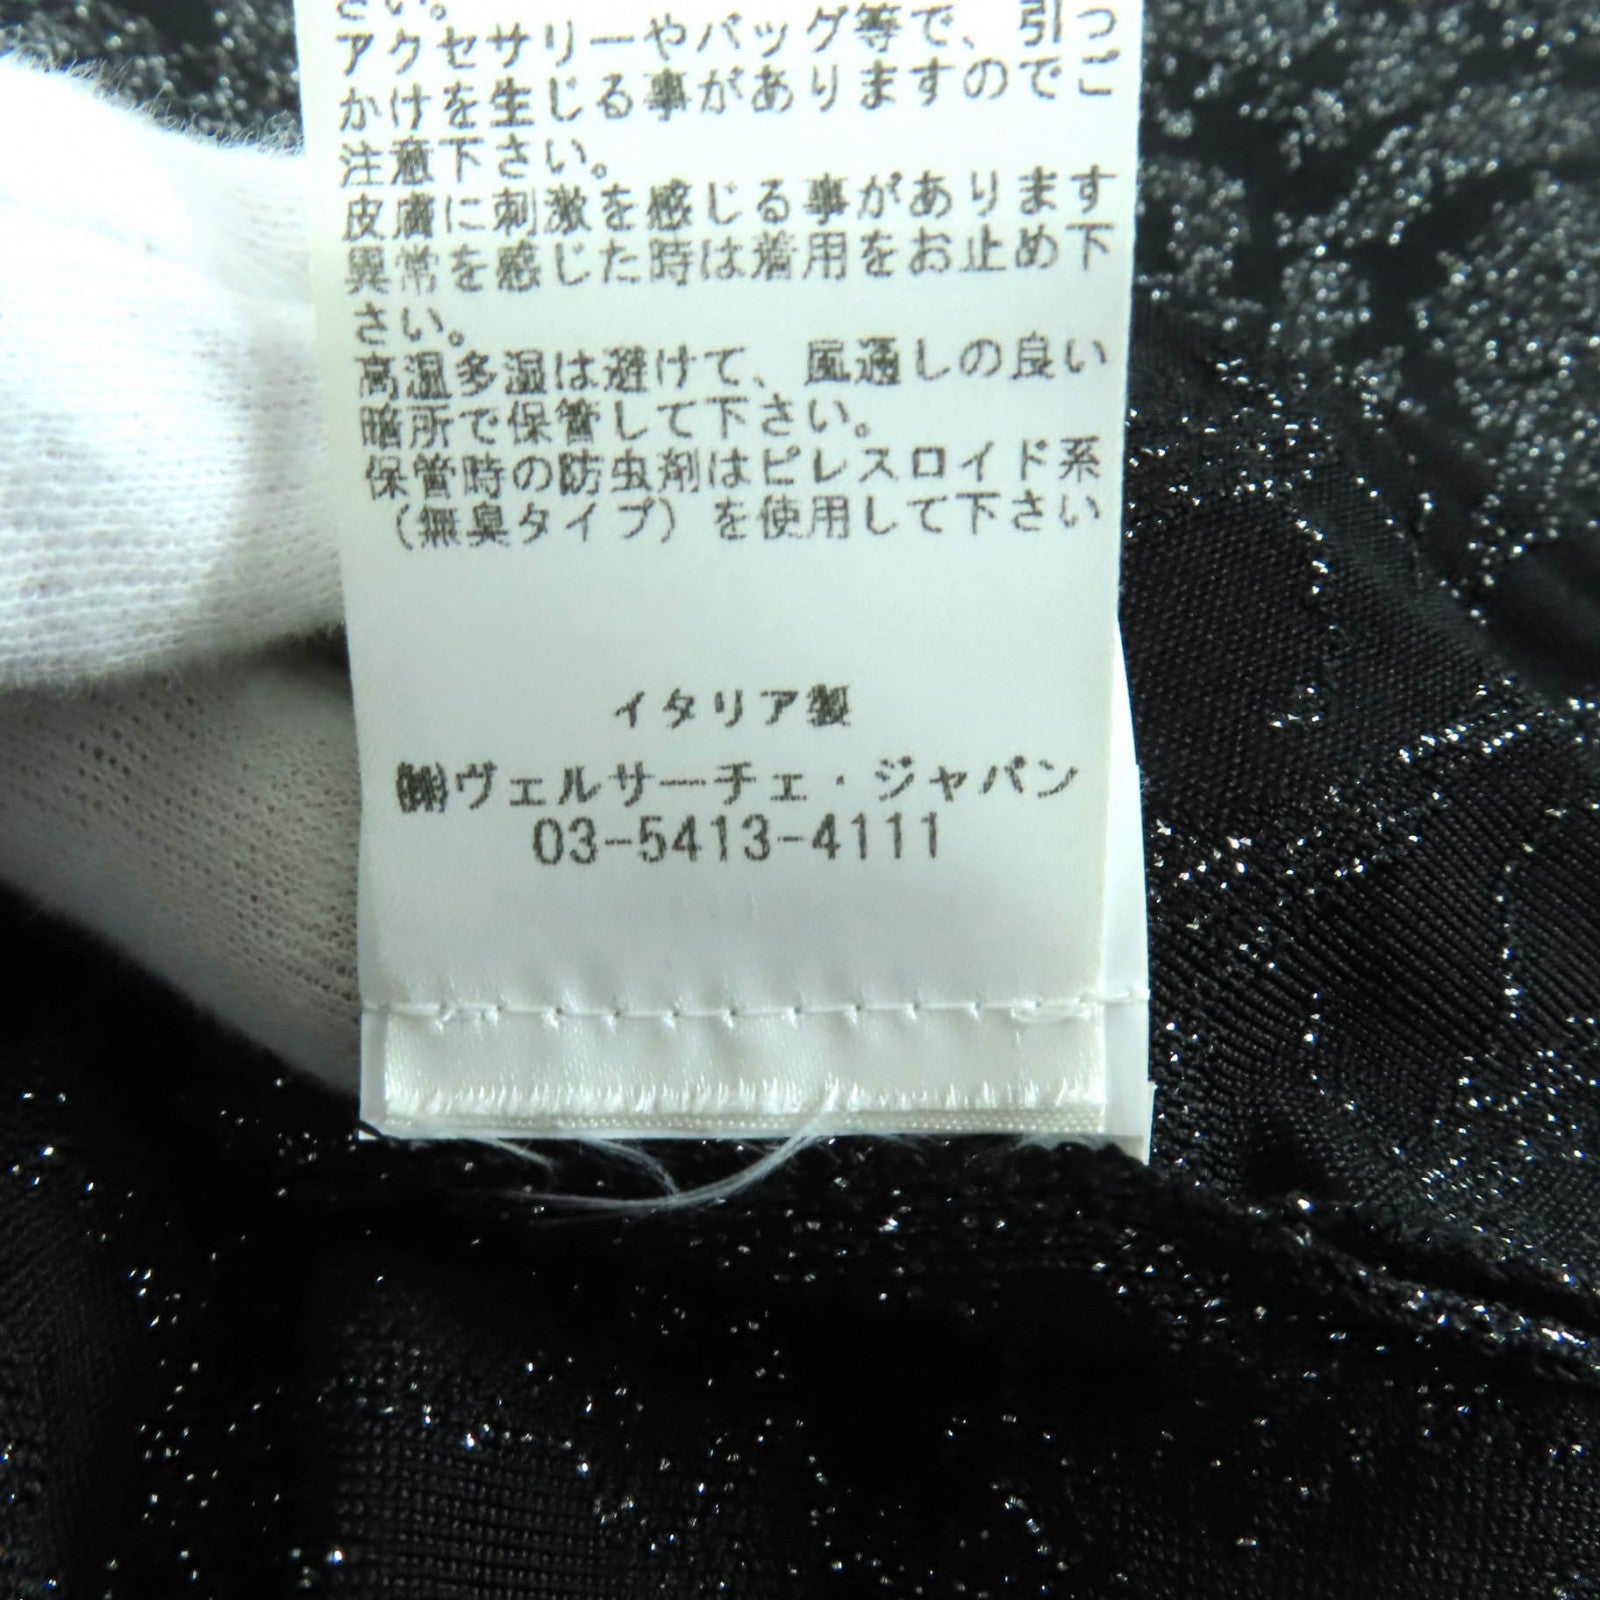 さい。
アクセサリーやバッグ等で、引っ
かけを生じる事がありますのでご
注意下さい。
皮膚に刺激を感じる事があります
異常を感じた時は着用をお止め下
さい。
高温多湿は避けて、風通しの良い
暗所で保管して下さい。
保管時の防虫剤はピレスロイド系
（無臭タイプ）を使用して下さい
イタリア製
㈱ヴェルサーチェ・ジャパン
03-5413-4111